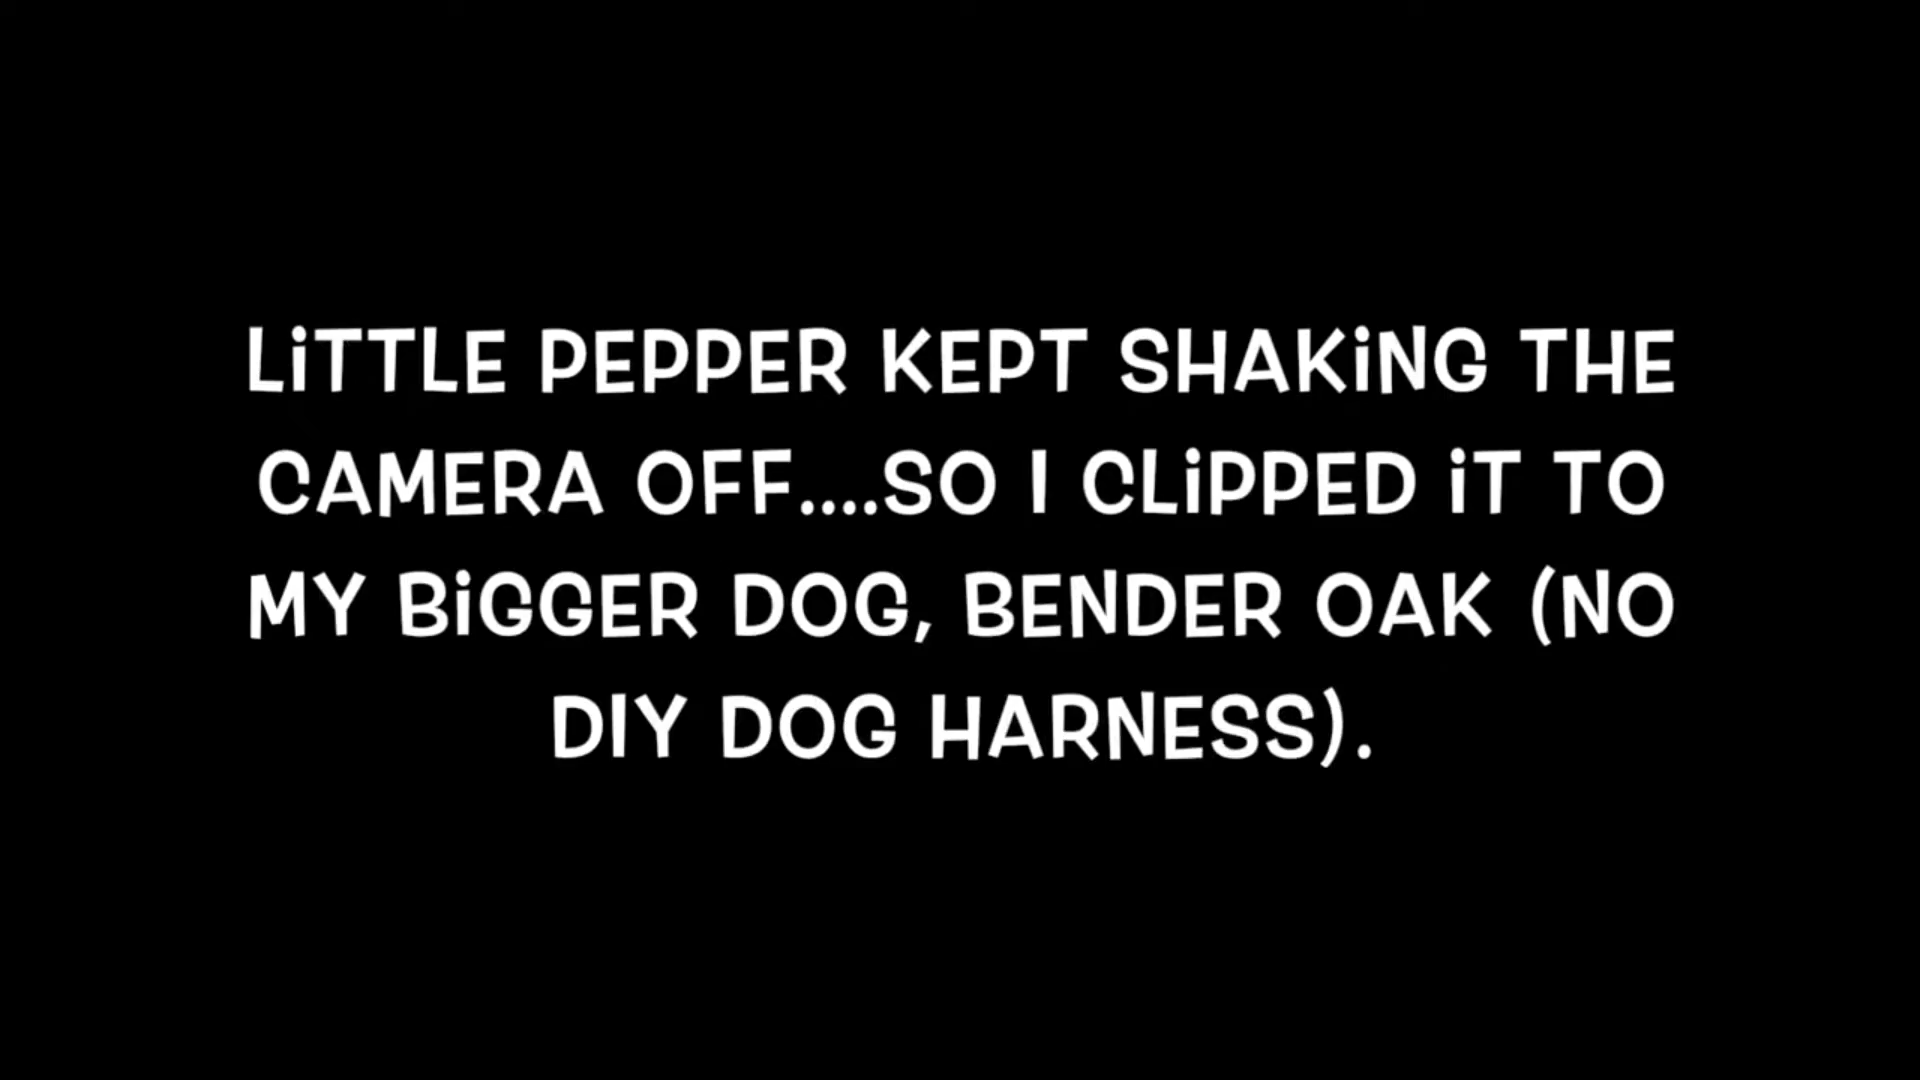 LiTTLE PEPPER KEPT SHAKiNG THE
CAMERA OFF....SO I CLiPPED iT TO
MY BiGGER DOG, BENDER OAK (NO
DIY DOG HARNESS).